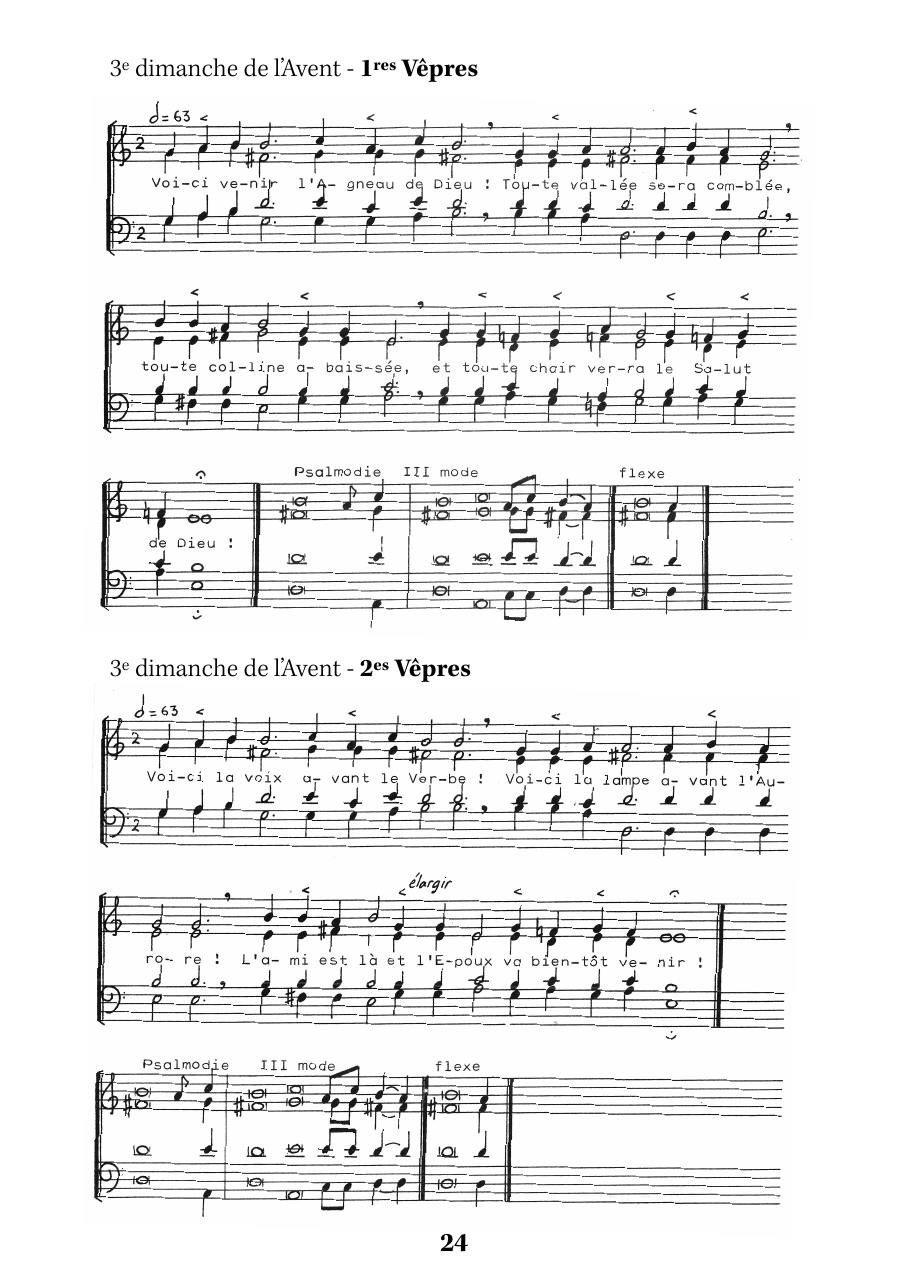 3e dimanche de l'Avent - 1res Vêpres
= 63
2
Voi-ci ve-nir l'A- gneau de Dieu ! Tou-te val-lée se-ra com-blée,
2
tou-te col-line a- bais-sée, et tou-te chair ver-ra le Sa-lut
Psalmodie III mode flexe
de Dieu !
3e dimanche de l'Avent - 2es Vêpres
= 63
2
Voi-ci la voix a- vant le Ver-be ! Voi-ci la lampe a- vant l'Au-
2
élargir
ro- re ! L'a- mi est là et l'E-poux va bien-tôt ve- nir !
Psalmodie III mode flexe
24